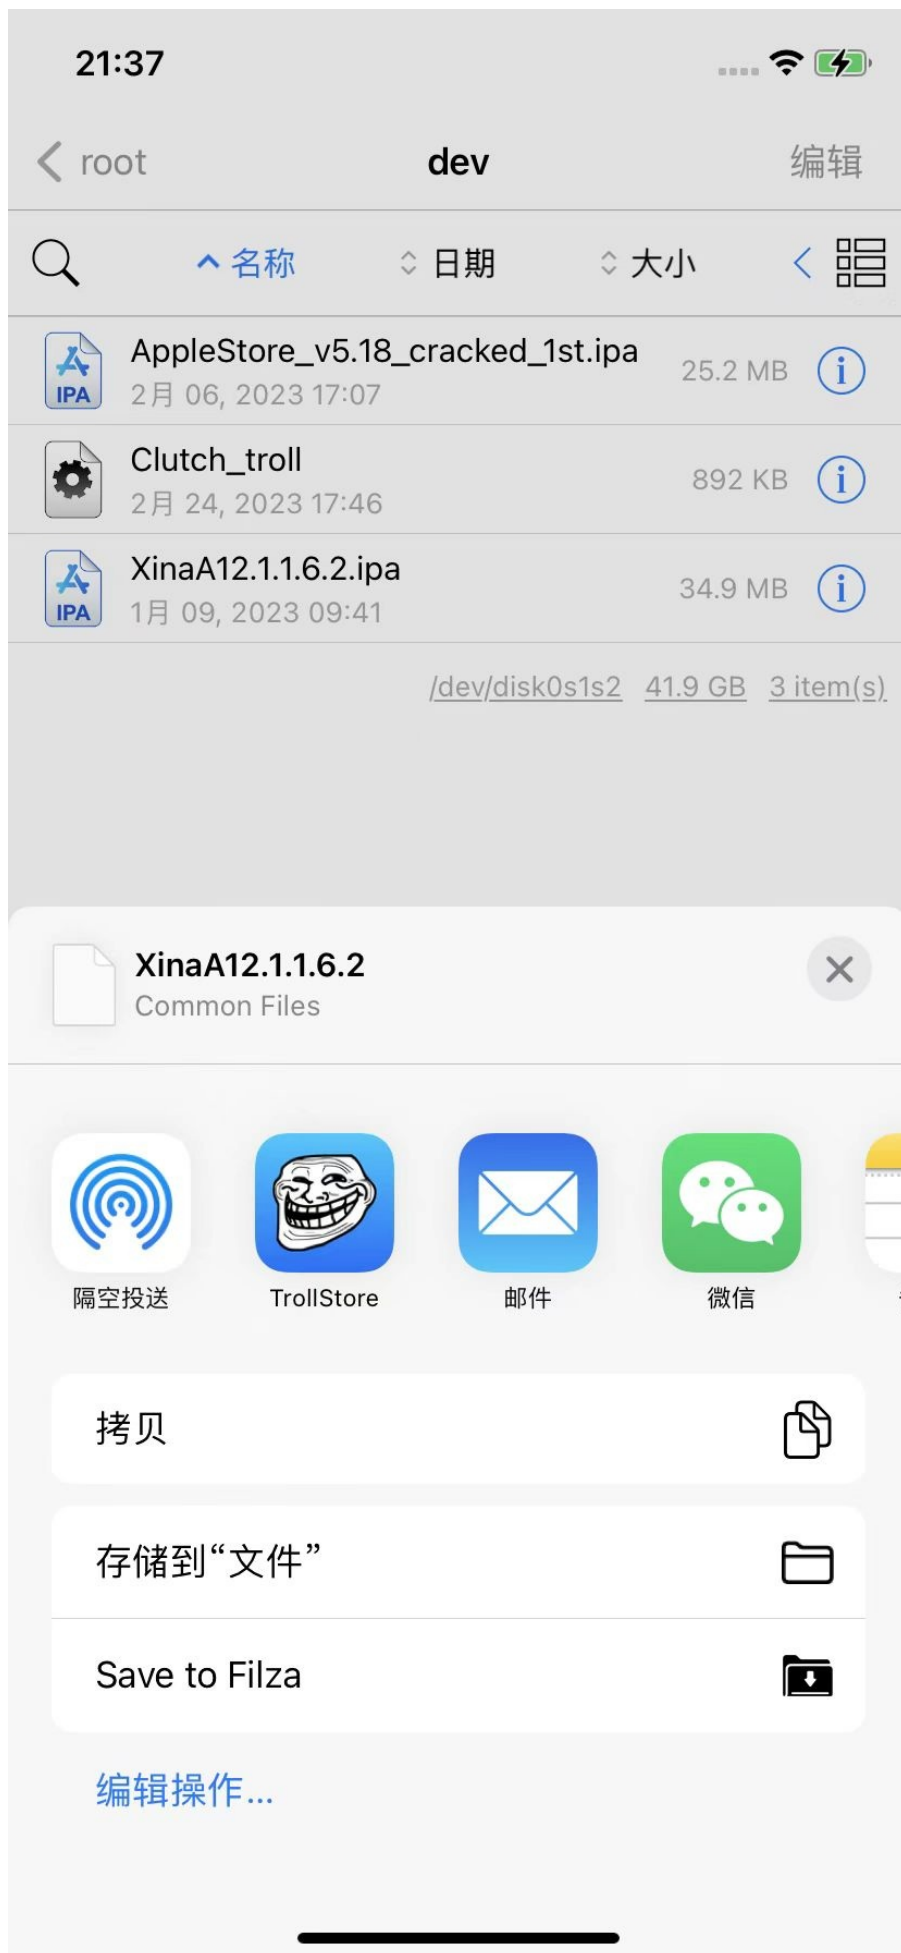 21:37
root
dev
编辑
名称
日期
大小
AppleStore_v5.18_cracked_1st.ipa
2月 06, 2023 17:07
25.2 MB
IPA
Clutch_troll
2月 24, 2023 17:46
892 KB
XinaA12.1.1.6.2.ipa
1月 09, 2023 09:41
34.9 MB
IPA
/dev/disk0s1s2 41.9 GB 3 item(s)
XinaA12.1.1.6.2
Common Files
隔空投送
TrollStore
邮件
微信
拷贝
存储到“文件”
Save to Filza
编辑操作...